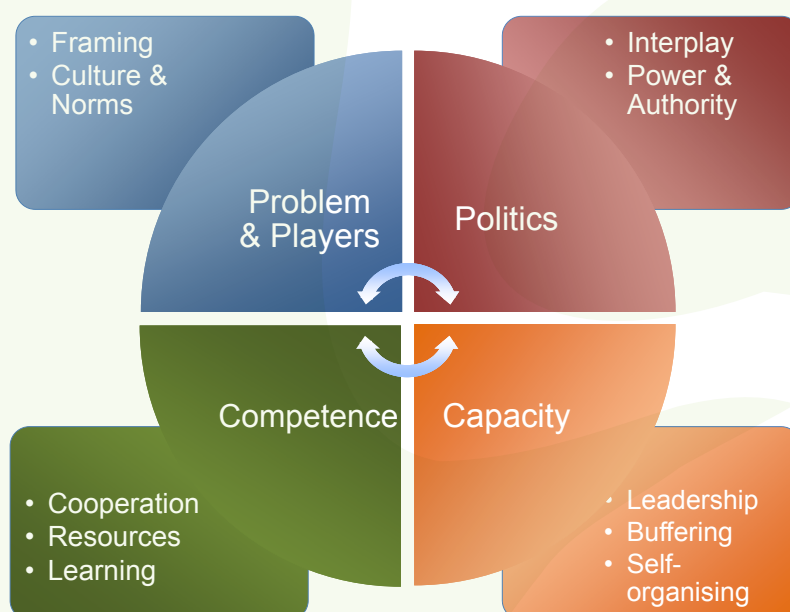 • Framing
• Culture &
Norms
• Interplay
• Power &
Authority
Problem
& Players
Politics
Competence
Capacity
• Cooperation
• Resources
• Learning
• Leadership
• Buffering
• Self-
organising